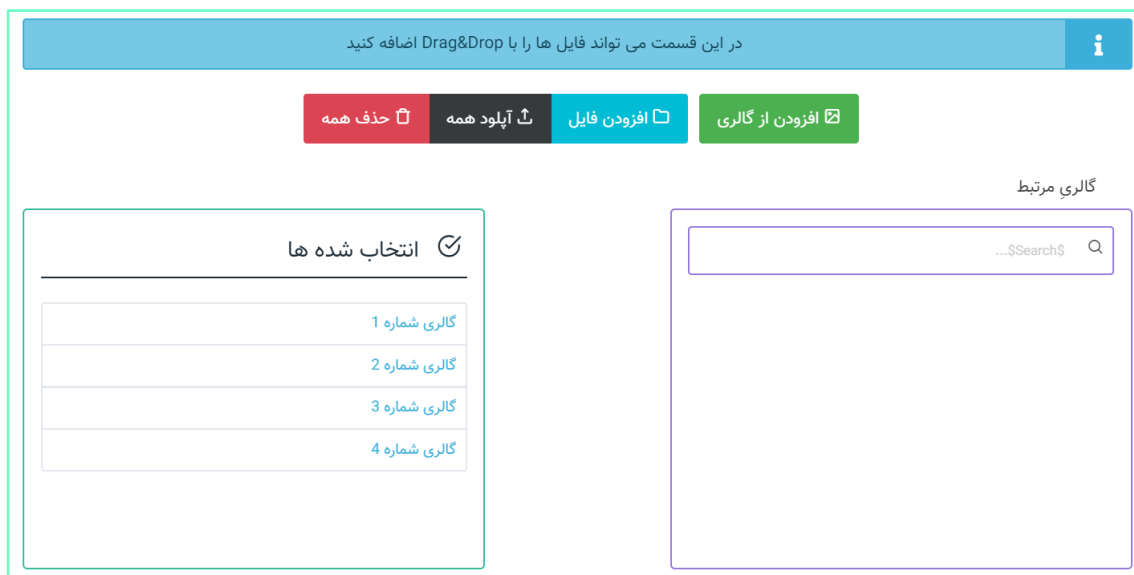 در این قسمت می تواند فایل ها را با Drag&Drop اضافه کنید
افزودن از گالری
افزودن فایل
آپلود همه
حذف همه
گالریِ مرتبط
$Search$...
انتخاب شده ها
گالری شماره 1
گالری شماره 2
گالری شماره 3
گالری شماره 4